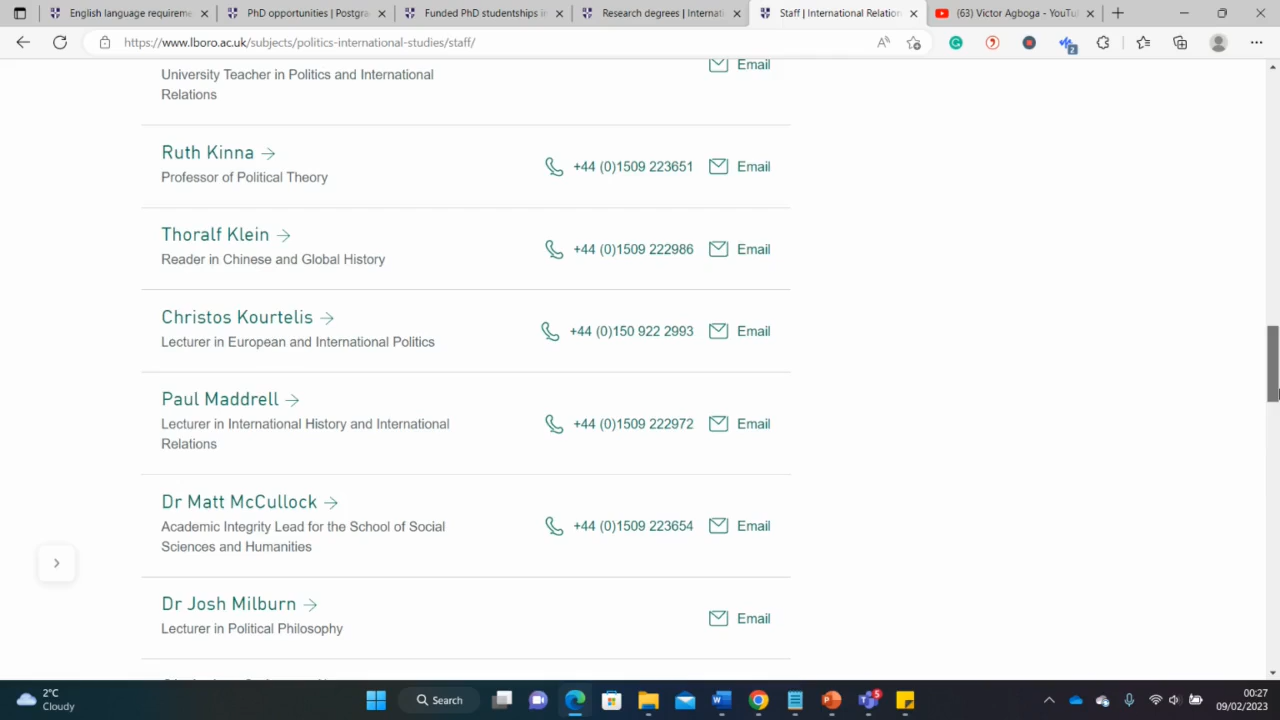 English language requireme
PhD opportunities | Postgra
Funded PhD studentships in
Research degrees | Internati
Staff | International Relation
(63) Victor Agboga - YouTu
https://www.lboro.ac.uk/subjects/politics-international-studies/staff/
2
University Teacher in Politics and International
Relations
Email
Ruth Kinna
Professor of Political Theory
+44 (0)1509 223651
Email
Thoralf Klein
Reader in Chinese and Global History
+44 (0)1509 222986
Email
Christos Kourtelis
Lecturer in European and International Politics
+44 (0)150 922 2993
Email
Paul Maddrell
Lecturer in International History and International
Relations
+44 (0)1509 222972
Email
Dr Matt McCullock
Academic Integrity Lead for the School of Social
Sciences and Humanities
+44 (0)1509 223654
Email
Dr Josh Milburn
Lecturer in Political Philosophy
Email
2°C
Cloudy
Search
5
00:27
09/02/2023